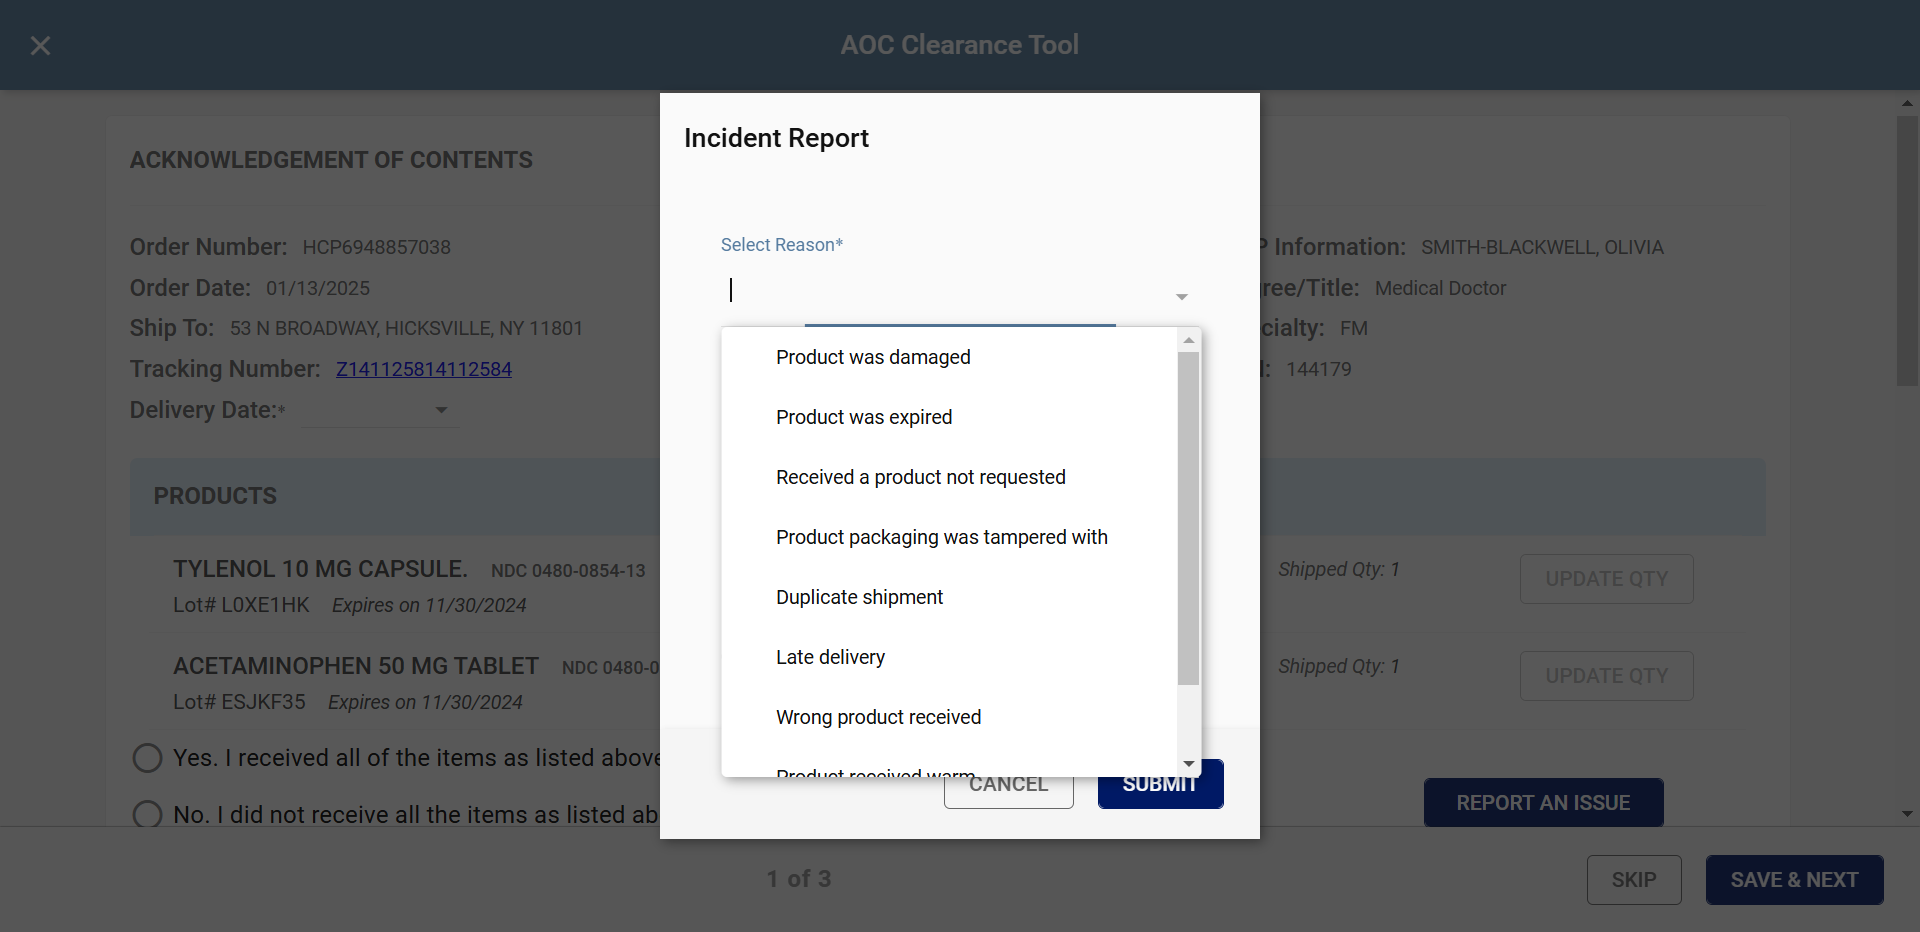 AOC Clearance Tool
Incident Report
ACKNOWLEDGEMENT OF CONTENTS
Select Reason*
Order Number: HCP6948857038
P Information: SMITH-BLACKWELL, OLIVIA
Order Date: 01/13/2025
ree/Title: Medical Doctor
Ship To: 53 N BROADWAY, HICKSVILLE, NY 11801
cialty: FM
Tracking Number: Z141125814112584
: 144179
Delivery Date:*
Product was damaged
Product was expired
Received a product not requested
Product packaging was tampered with
Duplicate shipment
Late delivery
Wrong product received
Product received warm
CANCEL
SUBMIT
PRODUCTS
TYLENOL 10 MG CAPSULE. NDC 0480-0854-13
Shipped Qty: 1
UPDATE QTY
Lot# L0XE1HK Expires on 11/30/2024
ACETAMINOPHEN 50 MG TABLET NDC 0480-0
Shipped Qty: 1
UPDATE QTY
Lot# ESJKF35 Expires on 11/30/2024
Yes. I received all of the items as listed above
No. I did not receive all the items as listed ab
REPORT AN ISSUE
1 of 3
SKIP
SAVE & NEXT